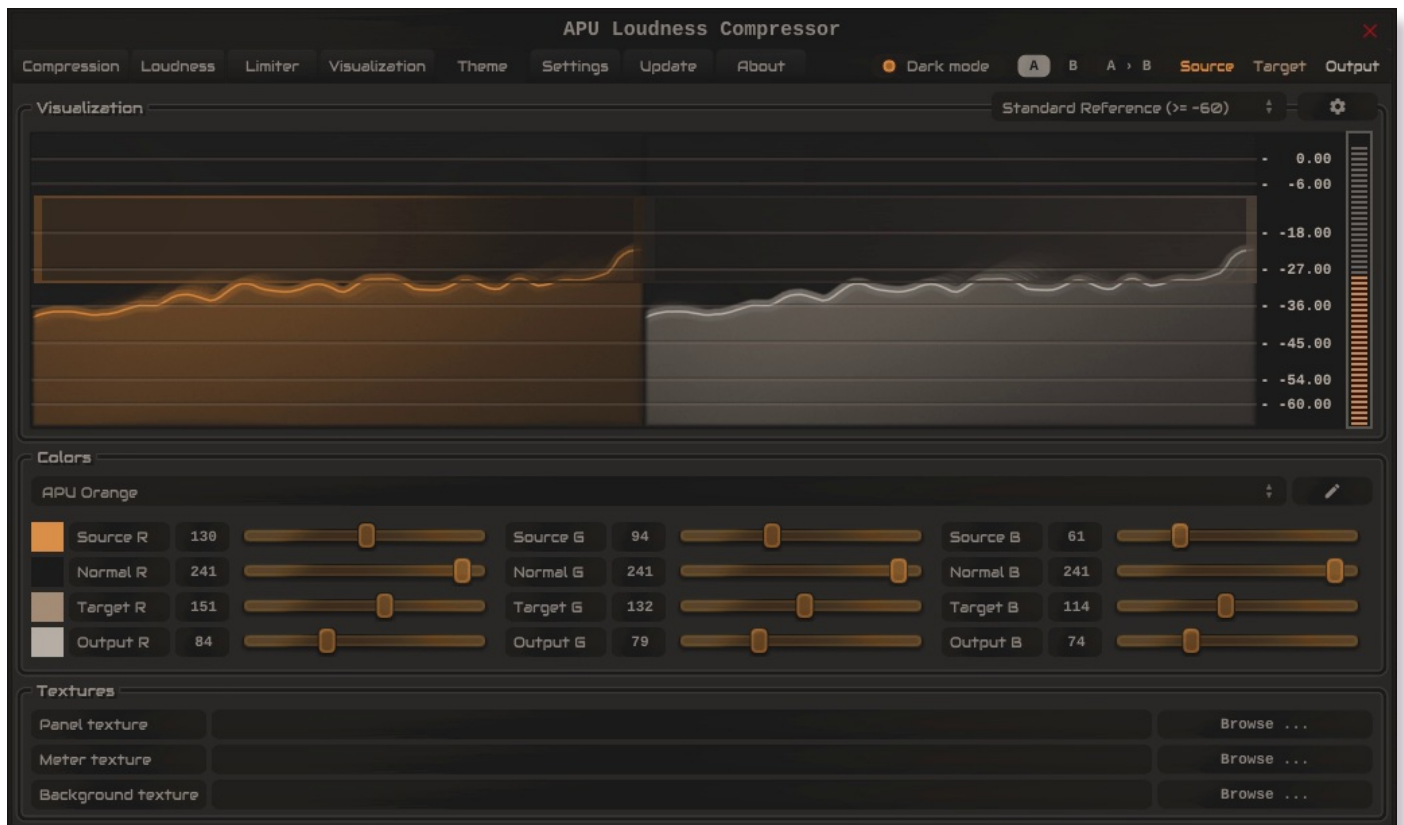 APU Loudness Compressor
Compression Loudness Limiter Visualization Theme Settings Update About Dark mode A B A › B Source Target Output
Visualization Standard Reference (>= -60)
- 0.00
- -6.00
- -18.00
- -27.00
- -36.00
- -45.00
- -54.00
- -60.00
Colors
APU Orange
Source R 130 Source G 94 Source B 61
Normal R 241 Normal G 241 Normal B 241
Target R 151 Target G 132 Target B 114
Output R 84 Output G 79 Output B 74
Textures
Panel texture Browse ...
Meter texture Browse ...
Background texture Browse ...